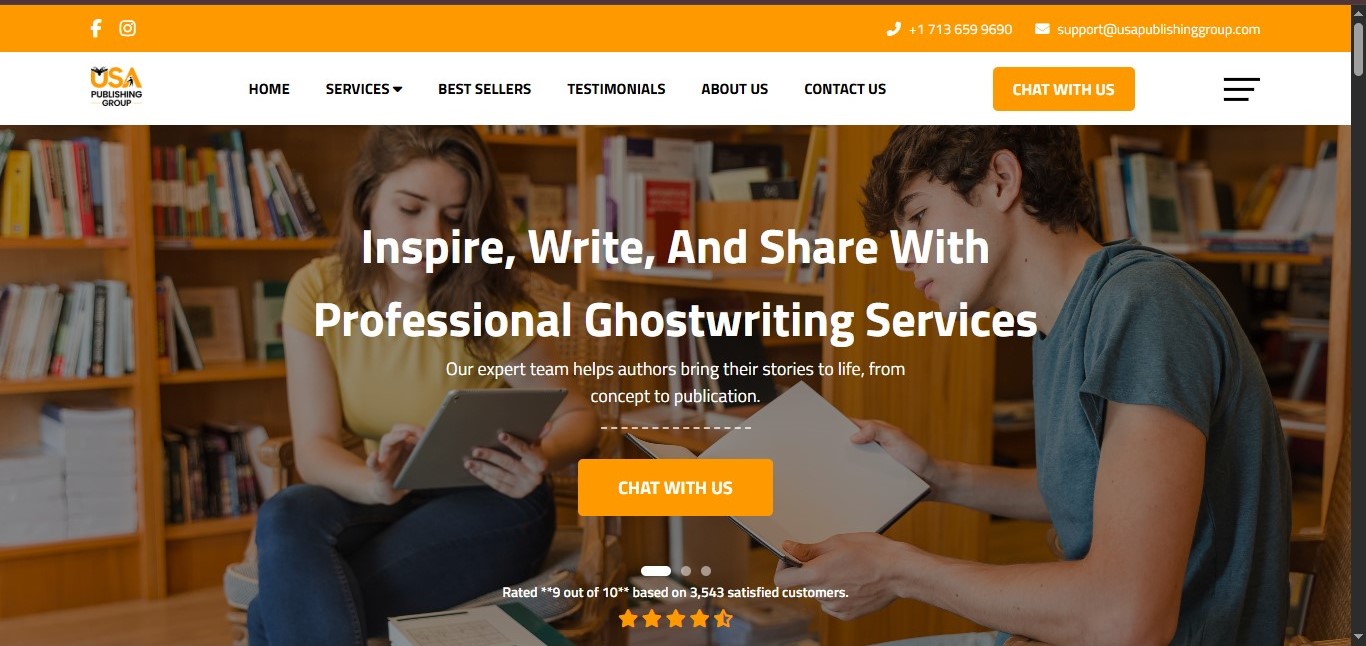 +1 713 659 9690 support@usapublishinggroup.com
USA
PUBLISHING
GROUP
HOME SERVICES BEST SELLERS TESTIMONIALS ABOUT US CONTACT US CHAT WITH US
Inspire, Write, And Share With
Professional Ghostwriting Services
Our expert team helps authors bring their stories to life, from
concept to publication.
CHAT WITH US
Rated **9 out of 10** based on 3,543 satisfied customers.